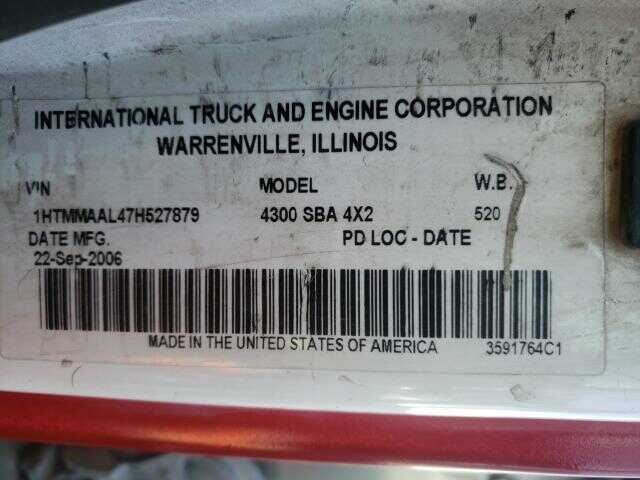 INTERNATIONAL TRUCK AND ENGINE CORPORATION
WARRENVILLE, ILLINOIS
VIN MODEL W.B.
1HTMMAAL47H527879 4300 SBA 4X2 520
DATE MFG. PD LOC - DATE
22-Sep-2006
MADE IN THE UNITED STATES OF AMERICA 3591764C1